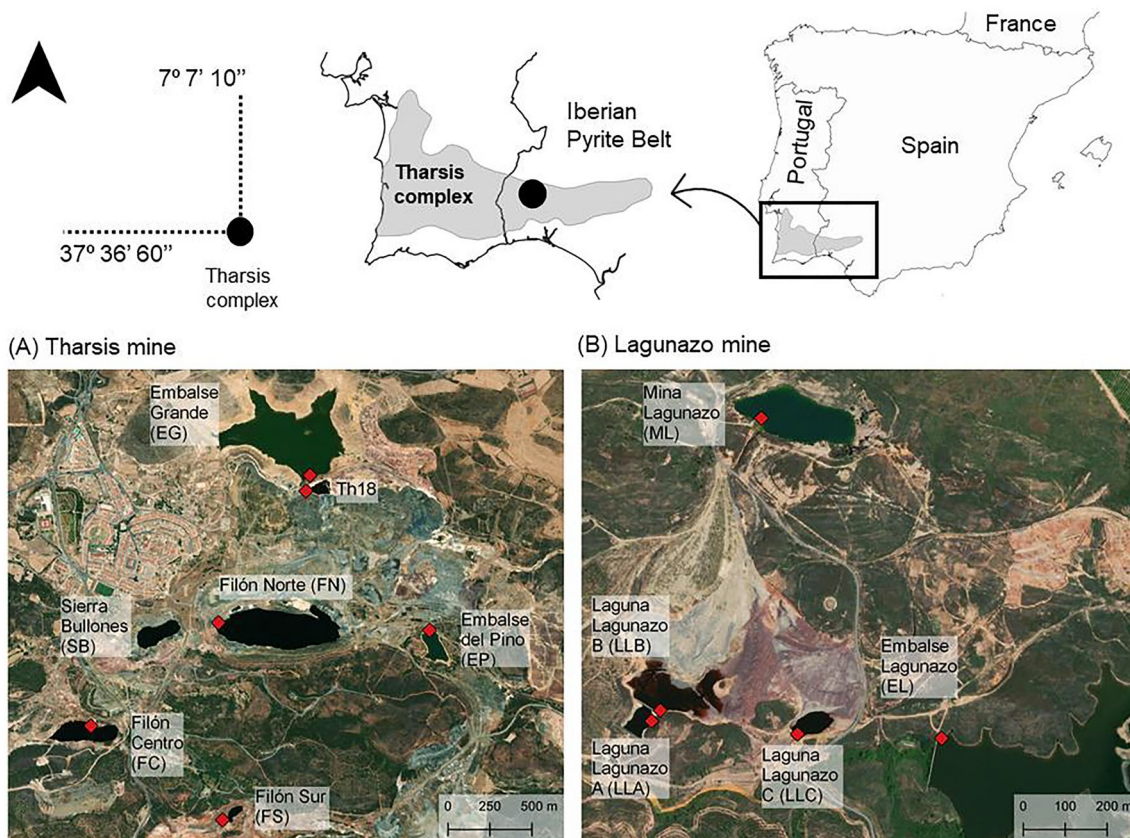 France
7º 7’ 10’’
Iberian
Pyrite Belt
Portugal
Spain
Tharsis
complex
37º 36’ 60’’
Tharsis
complex
(A) Tharsis mine
(B) Lagunazo mine
Embalse
Grande
(EG)
Th18
Filón Norte (FN)
Sierra
Bullones
(SB)
Embalse
del Pino
(EP)
Filón
Centro
(FC)
Filón Sur
(FS)
0 250 500 m
Mina
Lagunazo
(ML)
Laguna
Lagunazo
B (LLB)
Embalse
Lagunazo
(EL)
Laguna
Lagunazo
A (LLA)
Laguna
Lagunazo
C (LLC)
0 100 200 m